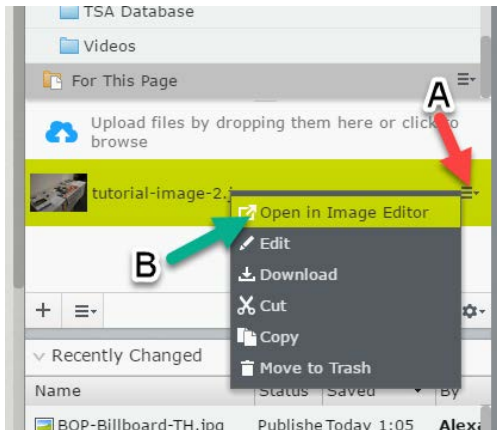 TSA Database
Videos
For This Page
A
Upload files by dropping them here or click to
browse
tutorial-image-2.j
Open in Image Editor
B
Edit
Download
Cut
Copy
Move to Trash
Recently Changed
Name Status Saved By
BOP-Billboard-TH.jpg Publishe Today 1:05 Alexa